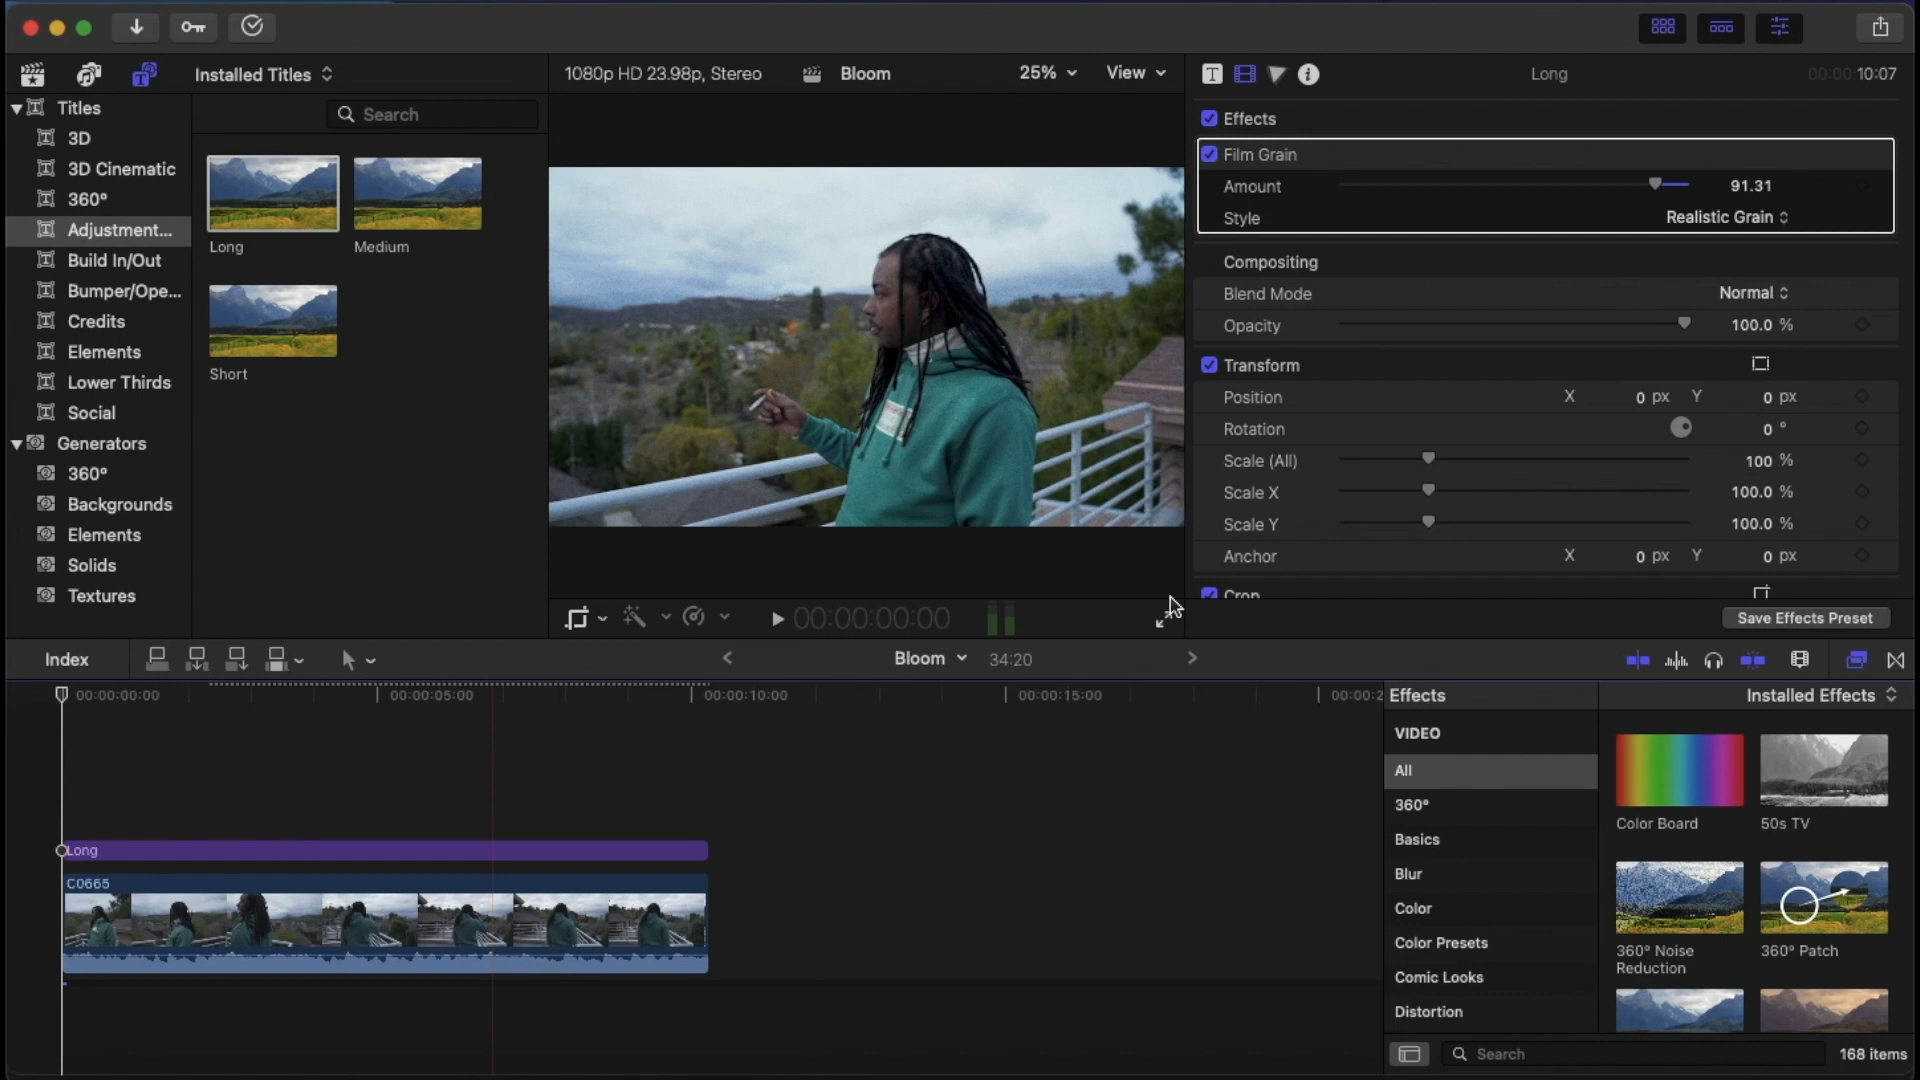 Installed Titles
1080p HD 23.98p, Stereo
Bloom
25%
View
Long
00:00:10:07
Titles
3D
3D Cinematic
360°
Adjustment...
Build In/Out
Bumper/Ope...
Credits
Elements
Lower Thirds
Social
Generators
360°
Backgrounds
Elements
Solids
Textures
Search
Long
Medium
Short
Effects
Film Grain
Amount 91.31
Style Realistic Grain
Compositing
Blend Mode Normal
Opacity 100.0 %
Transform
Position X 0 px Y 0 px
Rotation 0 °
Scale (All) 100 %
Scale X 100.0 %
Scale Y 100.0 %
Anchor X 0 px Y 0 px
Crop
00:00:00:00
Save Effects Preset
Index
Bloom
34:20
00:00:00:00
00:00:05:00
00:00:10:00
00:00:15:00
00:00:2
Long
C0665
Effects
Installed Effects
VIDEO
All
360°
Basics
Blur
Color
Color Presets
Comic Looks
Distortion
Color Board
50s TV
360° Noise
Reduction
360° Patch
Search
168 items